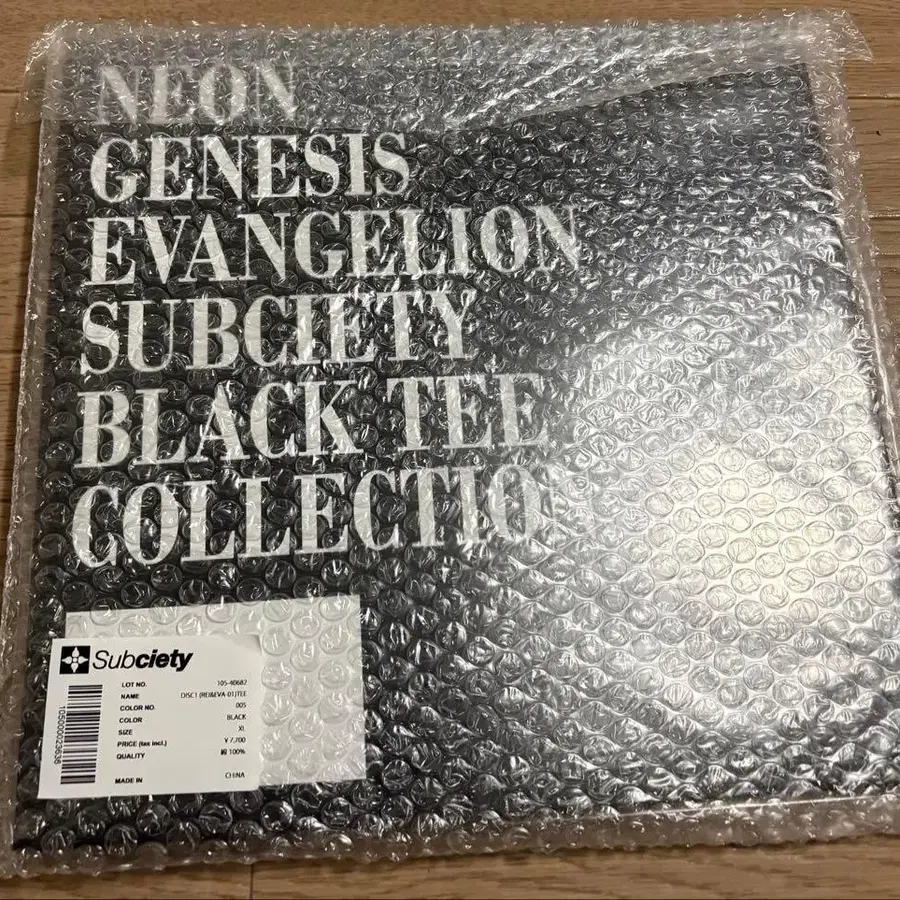 NEON
GENESIS
EVANGELION
SUBCIETY
BLACK TEE
COLLECTION
Subciety
LOT NO. 105-40682
NAME DISC1 (REI&EVA-01)TEE
COLOR NO. 005
COLOR BLACK
SIZE XL
PRICE (tax incl.) ¥ 7,700
QUALITY 綿 100%
MADE IN CHINA